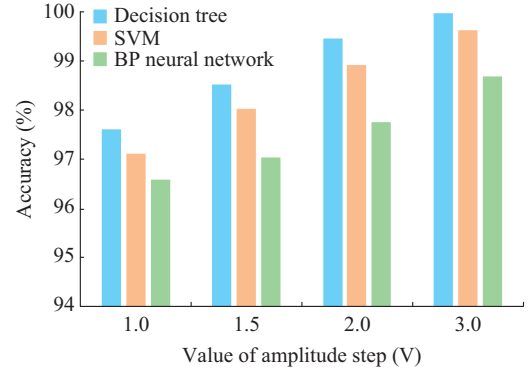 100
99
98
97
96
95
94
Accuracy (%)
Decision tree
SVM
BP neural network
1.0 1.5 2.0 3.0
Value of amplitude step (V)